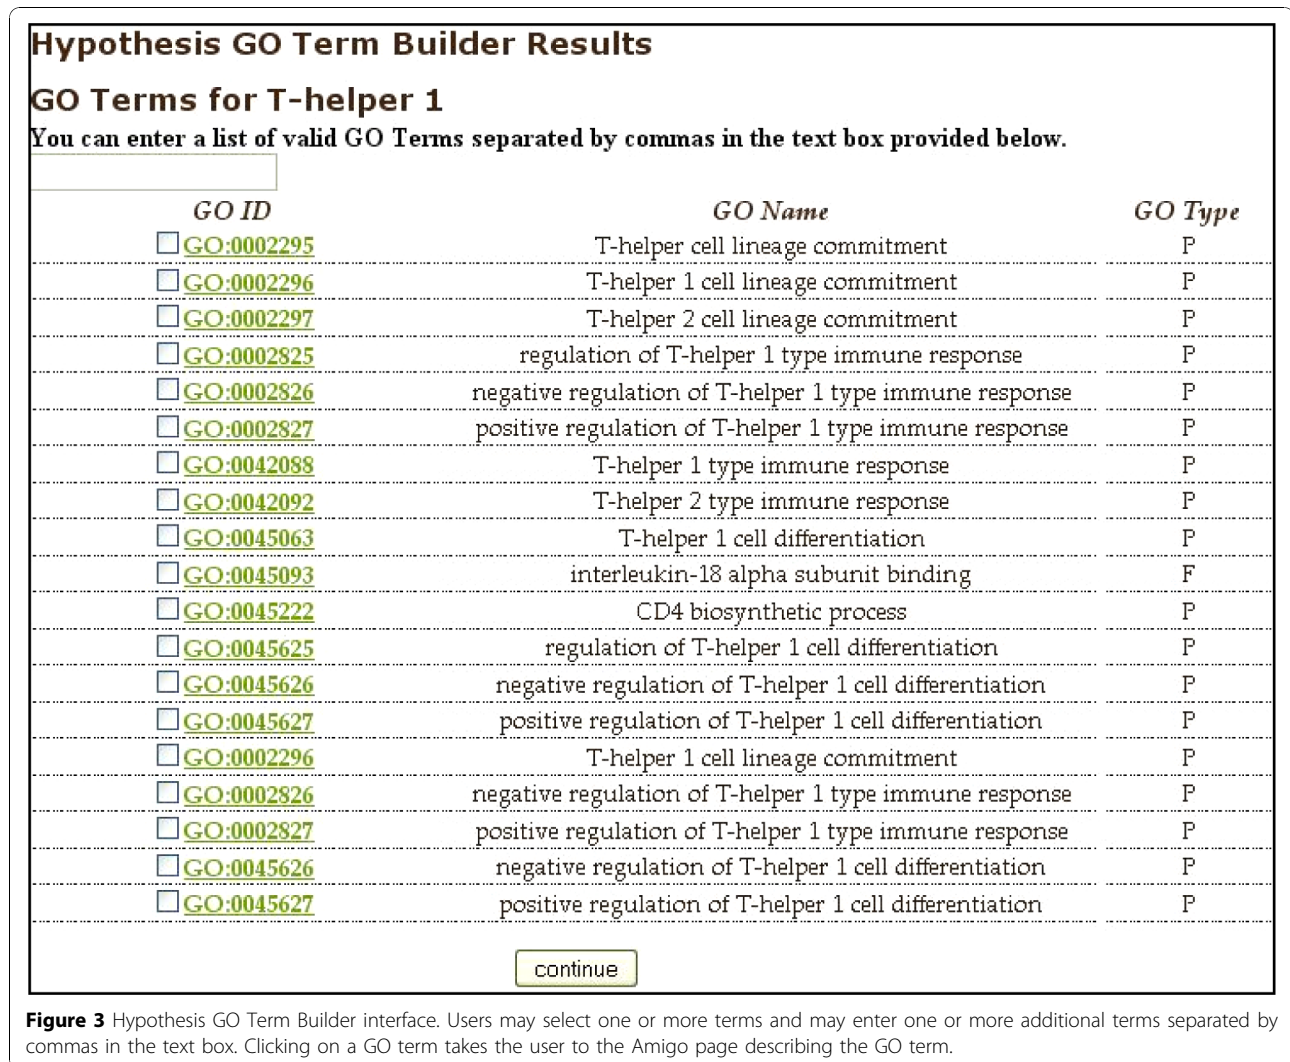 Hypothesis GO Term Builder Results
GO Terms for T-helper 1
You can enter a list of valid GO Terms separated by commas in the text box provided below.
GO ID GO Name GO Type
GO:0002295 T-helper cell lineage commitment P
GO:0002296 T-helper 1 cell lineage commitment P
GO:0002297 T-helper 2 cell lineage commitment P
GO:0002825 regulation of T-helper 1 type immune response P
GO:0002826 negative regulation of T-helper 1 type immune response P
GO:0002827 positive regulation of T-helper 1 type immune response P
GO:0042088 T-helper 1 type immune response P
GO:0042092 T-helper 2 type immune response P
GO:0045063 T-helper 1 cell differentiation P
GO:0045093 interleukin-18 alpha subunit binding F
GO:0045222 CD4 biosynthetic process P
GO:0045625 regulation of T-helper 1 cell differentiation P
GO:0045626 negative regulation of T-helper 1 cell differentiation P
GO:0045627 positive regulation of T-helper 1 cell differentiation P
GO:0002296 T-helper 1 cell lineage commitment P
GO:0002826 negative regulation of T-helper 1 type immune response P
GO:0002827 positive regulation of T-helper 1 type immune response P
GO:0045626 negative regulation of T-helper 1 cell differentiation P
GO:0045627 positive regulation of T-helper 1 cell differentiation P
continue
Figure 3 Hypothesis GO Term Builder interface. Users may select one or more terms and may enter one or more additional terms separated by
commas in the text box. Clicking on a GO term takes the user to the Amigo page describing the GO term.